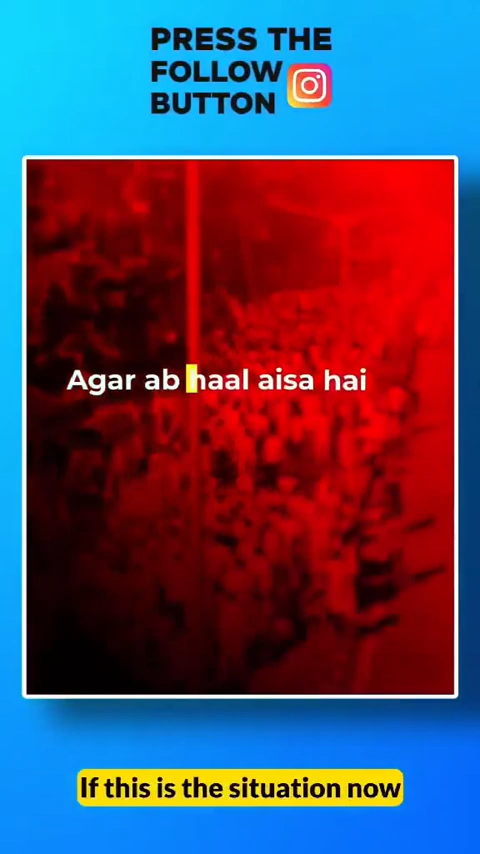 PRESS THE
FOLLOW
BUTTON
Agar ab haal aisa hai
If this is the situation now